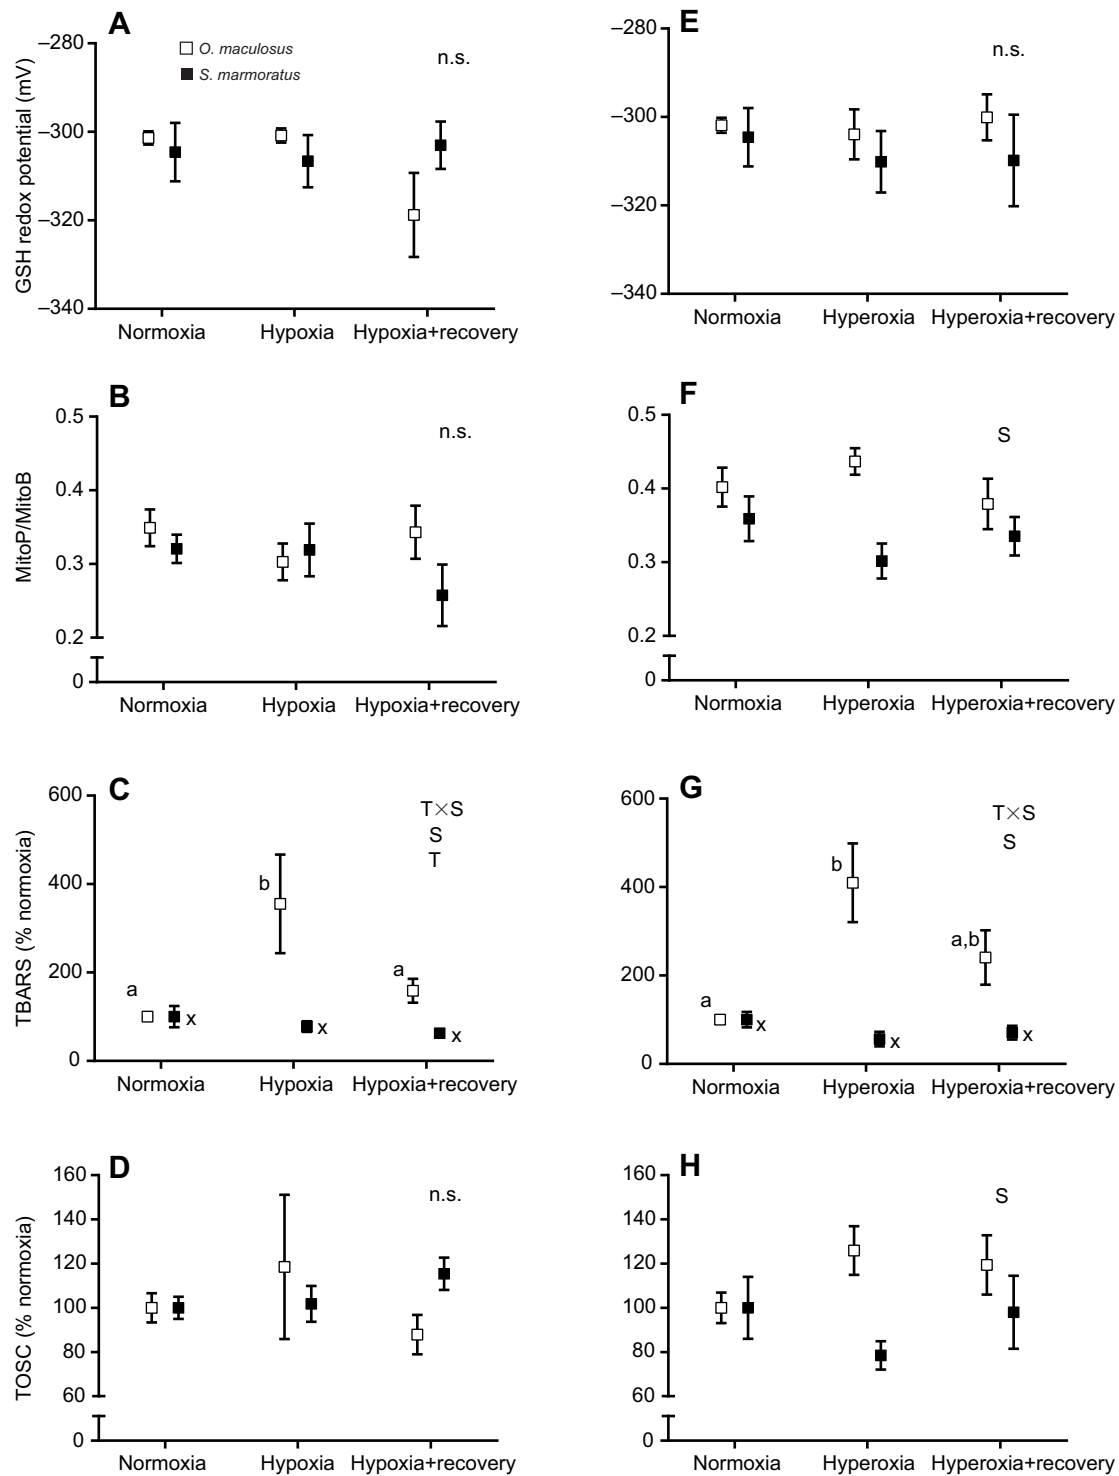 A
GSH redox potential (mV)
–280
–300
–320
–340
O. maculosus
S. marmoratus
n.s.
Normoxia Hypoxia Hypoxia+recovery
E
–280
–300
–320
–340
n.s.
Normoxia Hyperoxia Hyperoxia+recovery
B
MitoP/MitoB
0.5
0.4
0.3
0.2
0
n.s.
Normoxia Hypoxia Hypoxia+recovery
F
0.5
0.4
0.3
0.2
0
S
Normoxia Hyperoxia Hyperoxia+recovery
C
TBARS (% normoxia)
600
400
200
0
T×S
S
T
b
a
a
x
x
x
Normoxia Hypoxia Hypoxia+recovery
G
600
400
200
0
T×S
S
b
a,b
a
x
x
x
Normoxia Hyperoxia Hyperoxia+recovery
D
TOSC (% normoxia)
160
140
120
100
80
60
0
n.s.
Normoxia Hypoxia Hypoxia+recovery
H
160
140
120
100
80
60
0
S
Normoxia Hyperoxia Hyperoxia+recovery